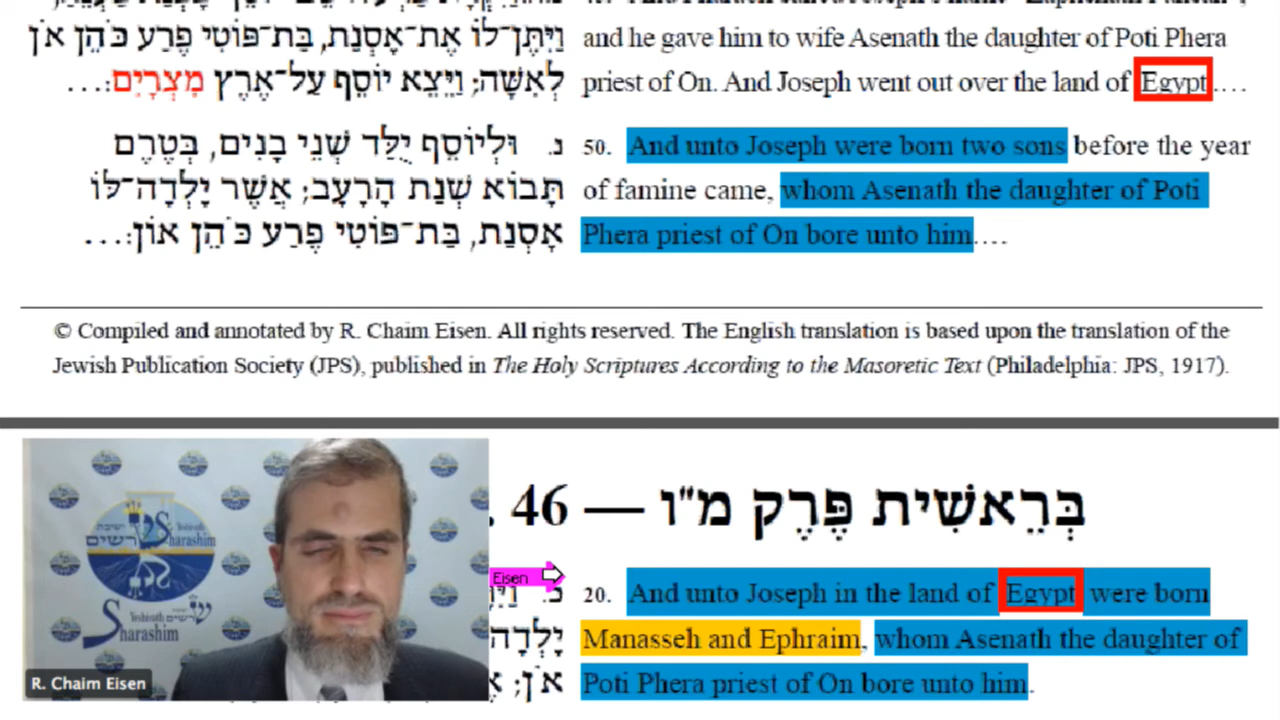 וַיִּתֶּן־לוֹ אֶת־אָסְנַת, בַּת־פּוֹטִי פֶרַע כֹּהֵן אֹן
לְאִשָּׁה; וַיֵּצֵא יוֹסֵף עַל־אֶרֶץ מִצְרָיִם:...
and he gave him to wife Asenath the daughter of Poti Phera
priest of On. And Joseph went out over the land of Egypt....
נ. וּלְיוֹסֵף יֻלַּד שְׁנֵי בָנִים, בְּטֶרֶם
תָּבוֹא שְׁנַת הָרָעָב; אֲשֶׁר יָלְדָה־לּוֹ
אָסְנַת, בַּת־פּוֹטִי פֶרַע כֹּהֵן אוֹן:...
50. And unto Joseph were born two sons before the year
of famine came, whom Asenath the daughter of Poti
Phera priest of On bore unto him....
© Compiled and annotated by R. Chaim Eisen. All rights reserved. The English translation is based upon the translation of the
Jewish Publication Society (JPS), published in The Holy Scriptures According to the Masoretic Text (Philadelphia: JPS, 1917).
בְּרֵאשִׁית פֶּרֶק מ"ו — 46
20. And unto Joseph in the land of Egypt were born
Manasseh and Ephraim, whom Asenath the daughter of
Poti Phera priest of On bore unto him.
כ.
אֹן;
Eisen
ישיבת
שרשים
Yeshivath
Sharashim
Yeshivath שרשים
Sharashim
R. Chaim Eisen